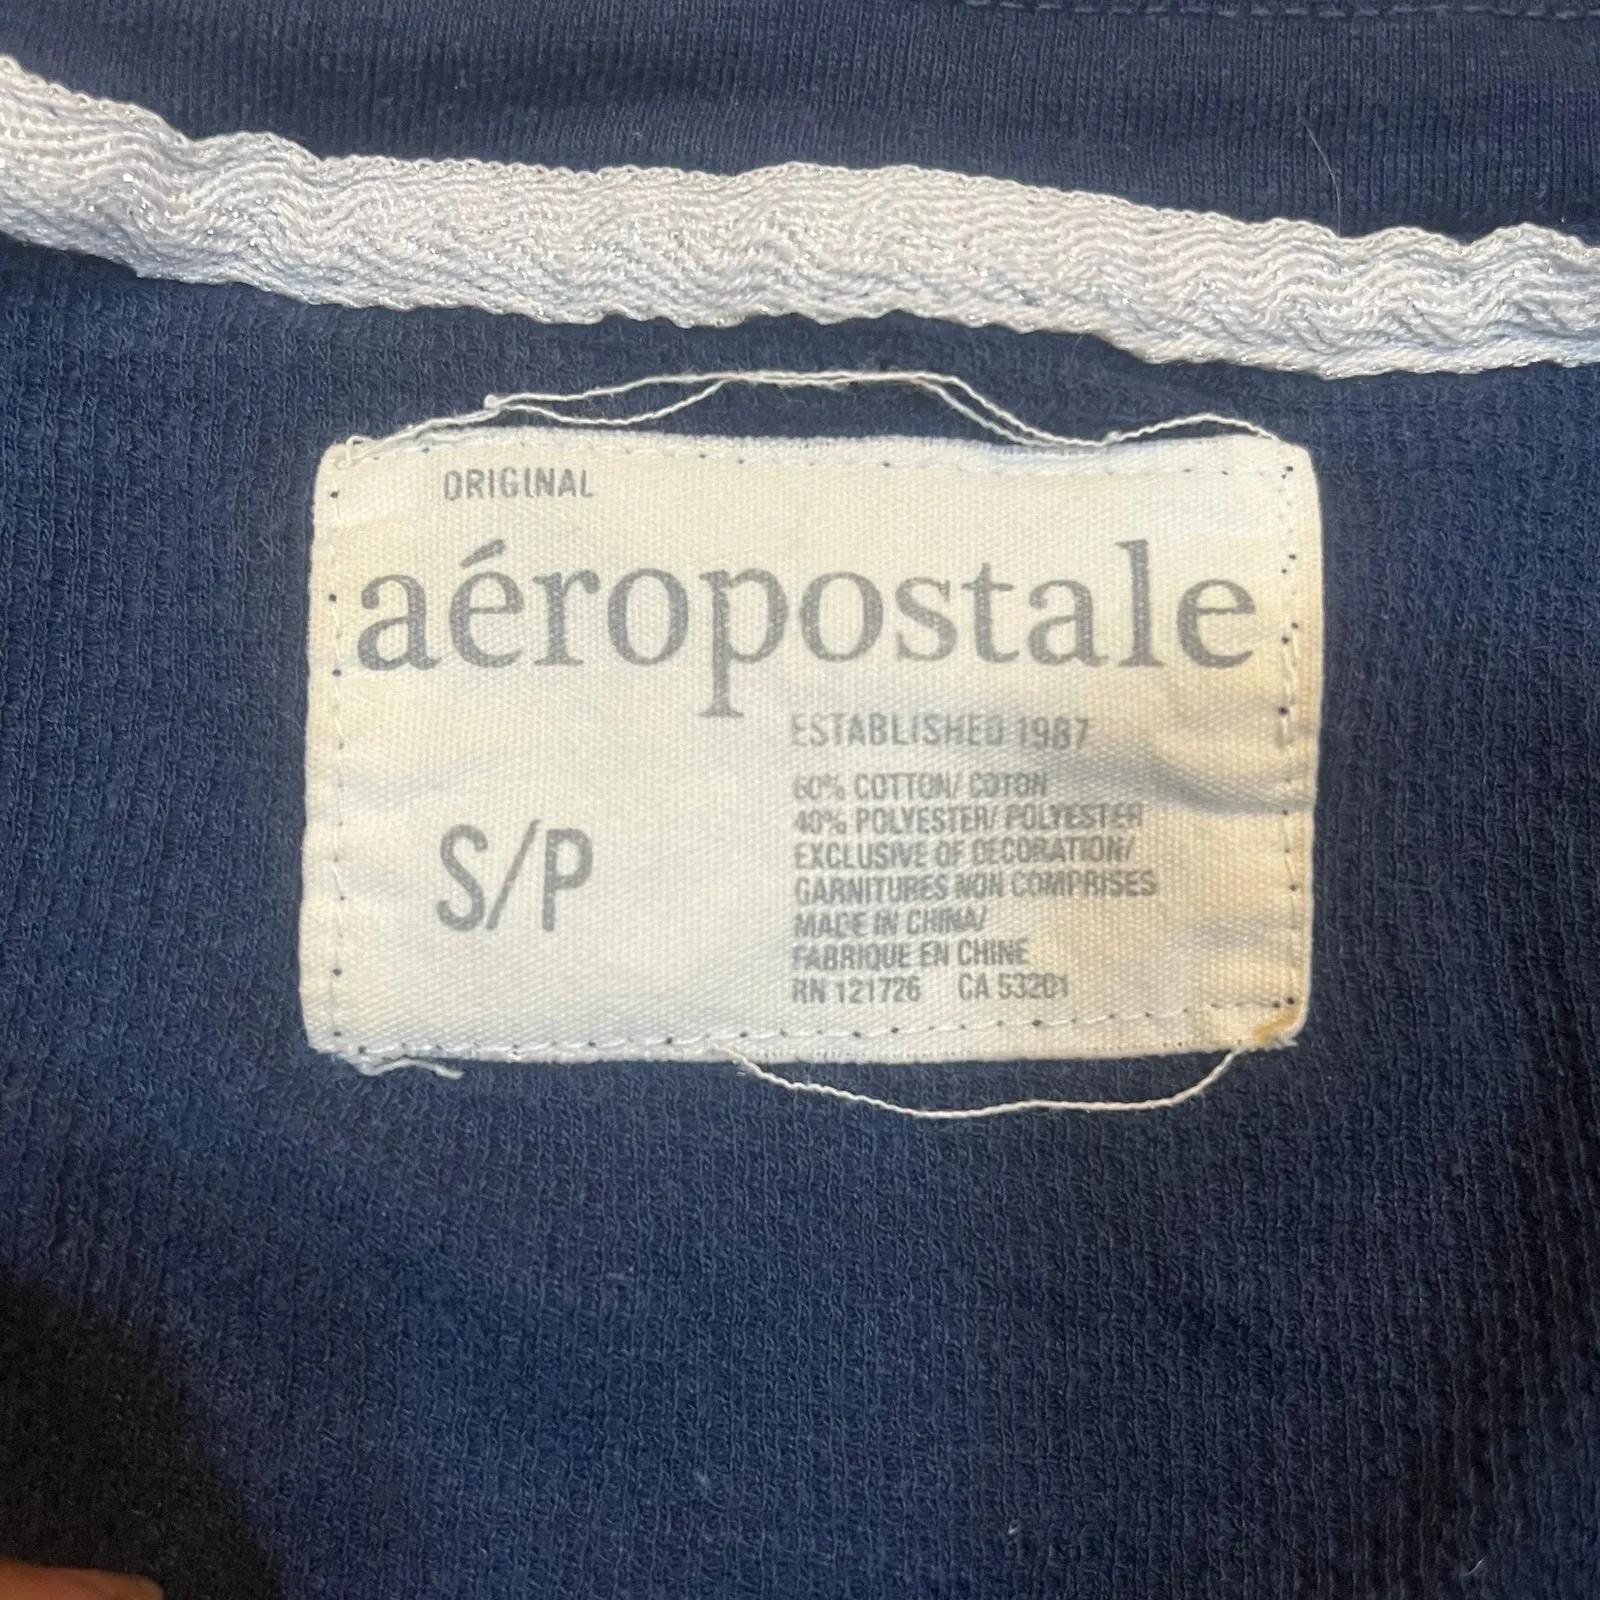 ORIGINAL
aéropostale
ESTABLISHED 1987
S/P
60% COTTON/ COTON
40% POLYESTER/ POLYESTER
EXCLUSIVE OF DECORATION/
GARNITURES NON COMPRISES
MADE IN CHINA/
FABRIQUE EN CHINE
RN 121726 CA 53201